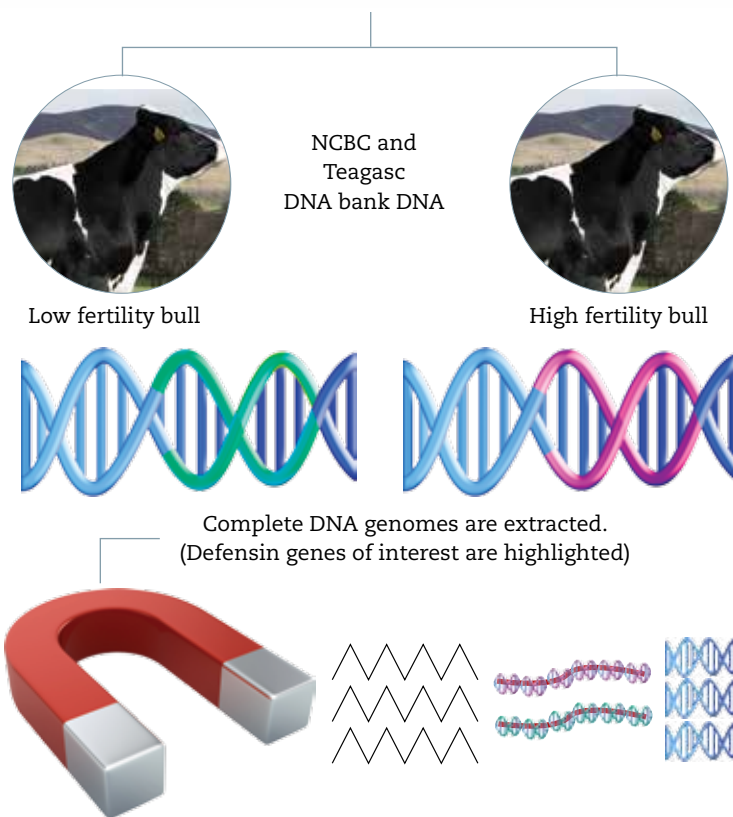 NCBC and
Teagasc
DNA bank DNA
Low fertility bull
High fertility bull
Complete DNA genomes are extracted.
(Defensin genes of interest are highlighted)